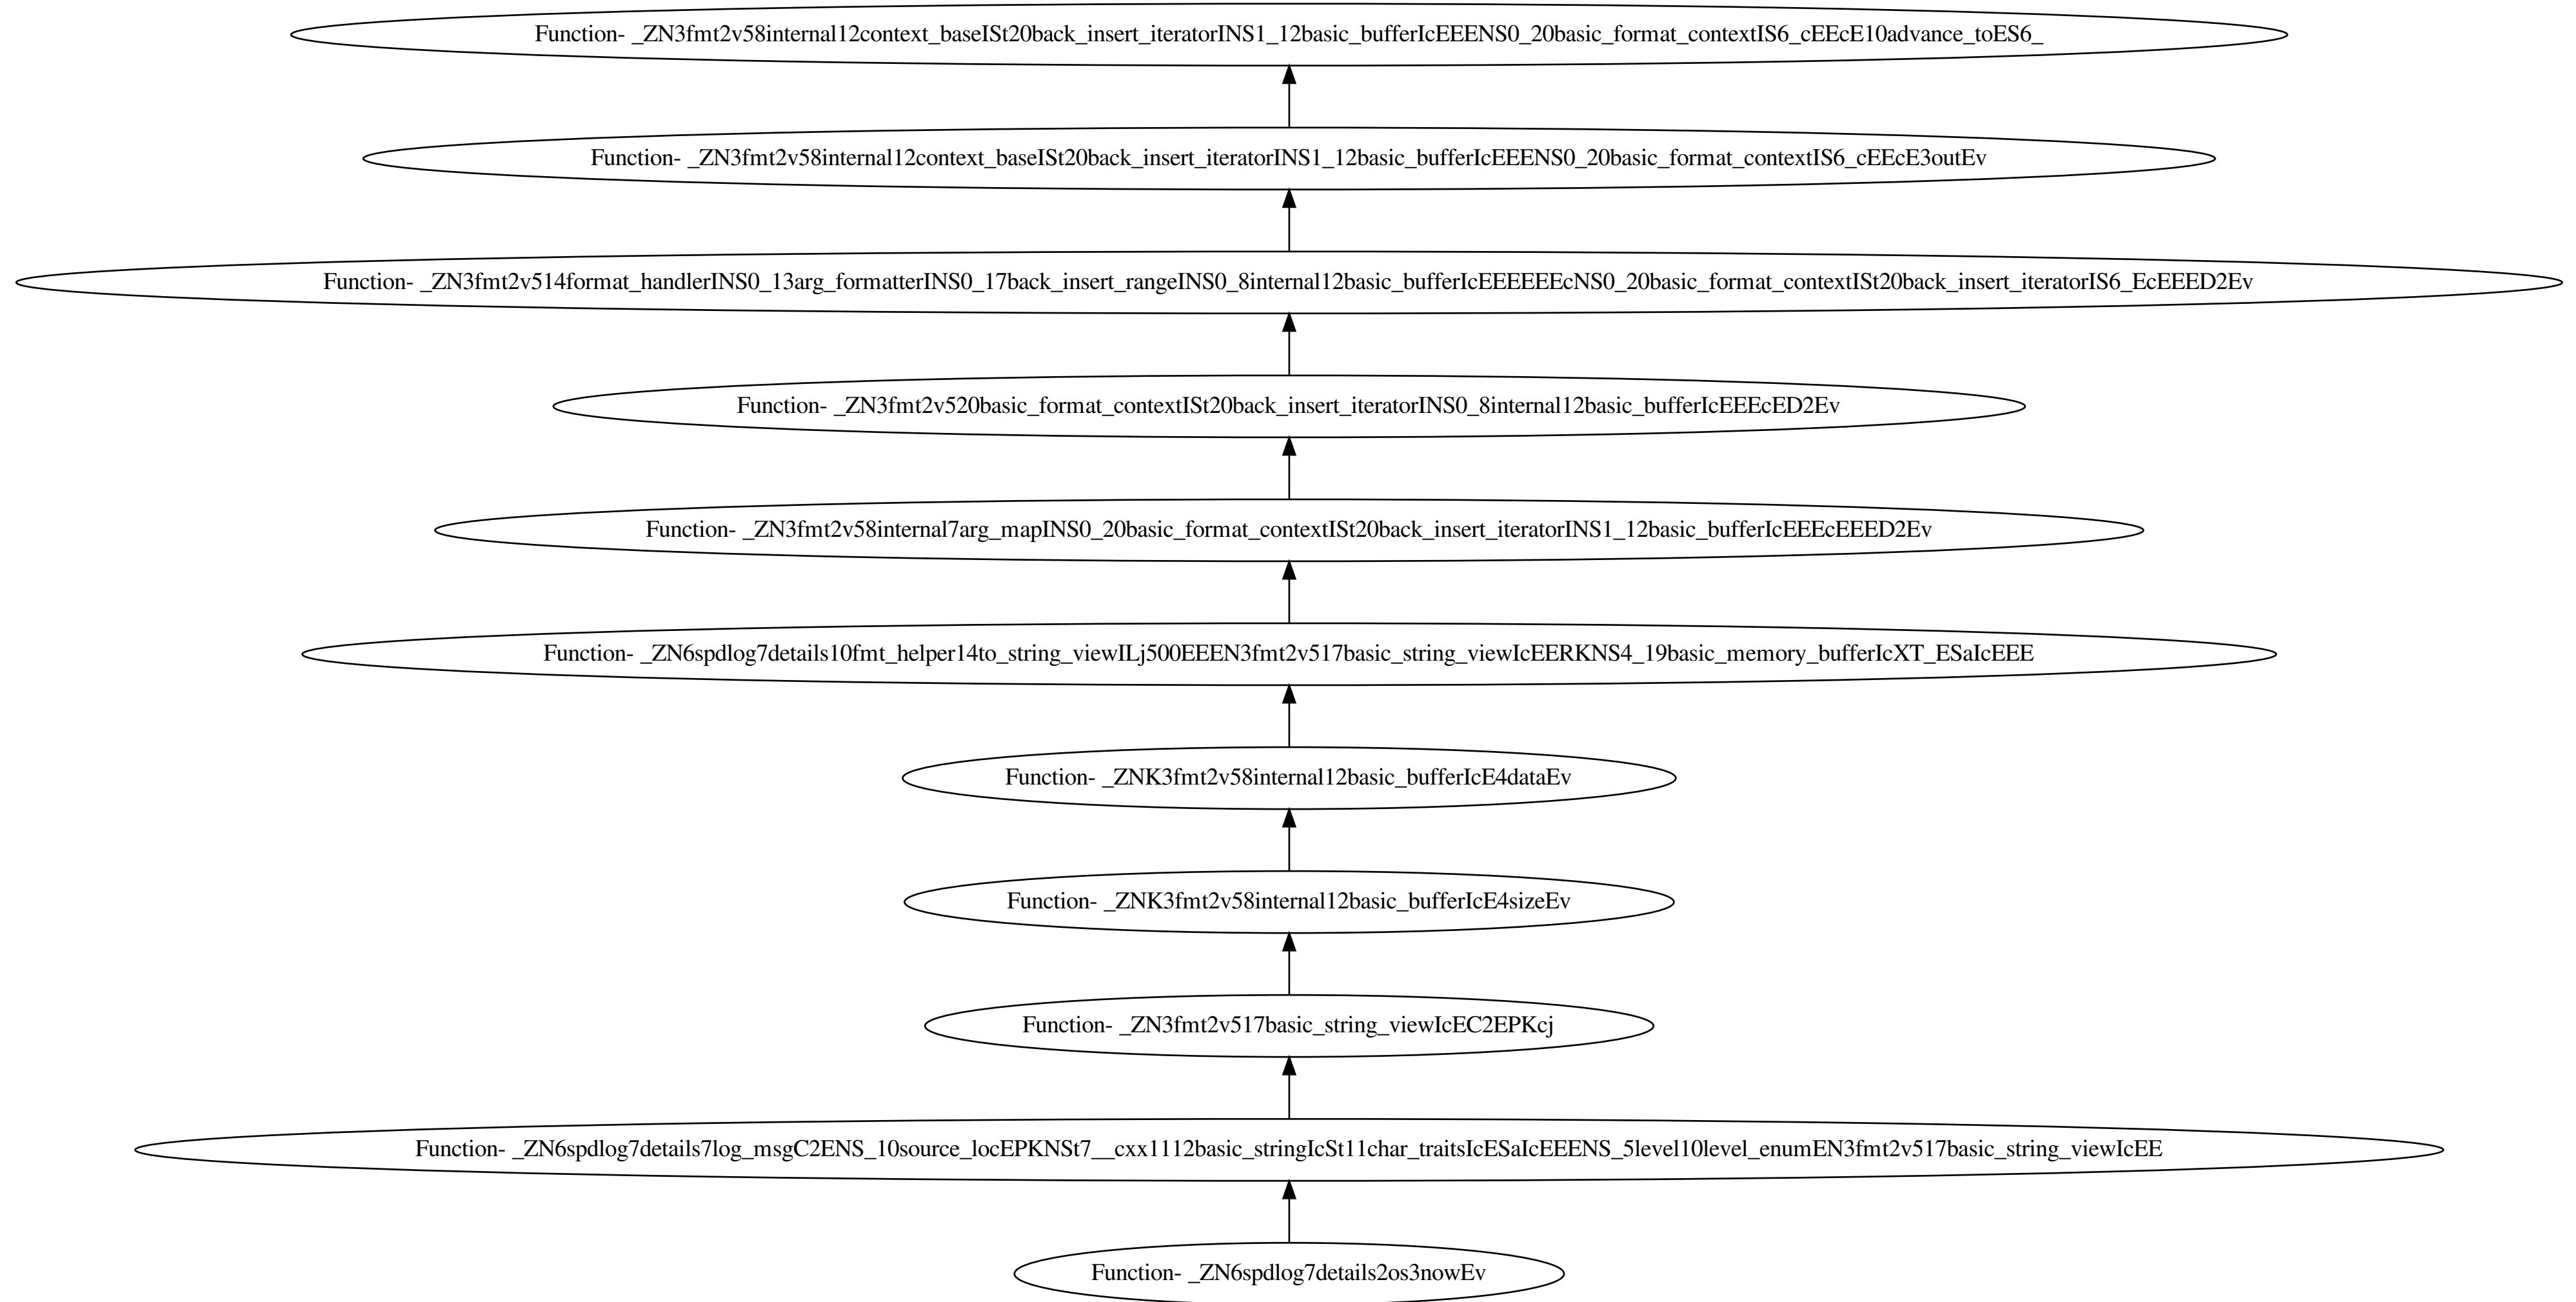 Function- _ZN3fmt2v58internal12context_baseISt20back_insert_iteratorINS1_12basic_bufferIcEEENS0_20basic_format_contextIS6_cEEcE10advance_toES6_
Function- _ZN3fmt2v58internal12context_baseISt20back_insert_iteratorINS1_12basic_bufferIcEEENS0_20basic_format_contextIS6_cEEcE3outEv
Function- _ZN3fmt2v514format_handlerINS0_13arg_formatterINS0_17back_insert_rangeINS0_8internal12basic_bufferIcEEEEEEcNS0_20basic_format_contextISt20back_insert_iteratorIS6_EcEEED2Ev
Function- _ZN3fmt2v520basic_format_contextISt20back_insert_iteratorINS0_8internal12basic_bufferIcEEEcED2Ev
Function- _ZN3fmt2v58internal7arg_mapINS0_20basic_format_contextISt20back_insert_iteratorINS1_12basic_bufferIcEEEcEEED2Ev
Function- _ZN6spdlog7details10fmt_helper14to_string_viewILj500EEEN3fmt2v517basic_string_viewIcEERKNS4_19basic_memory_bufferIcXT_ESaIcEEE
Function- _ZNK3fmt2v58internal12basic_bufferIcE4dataEv
Function- _ZNK3fmt2v58internal12basic_bufferIcE4sizeEv
Function- _ZN3fmt2v517basic_string_viewIcEC2EPKcj
Function- _ZN6spdlog7details7log_msgC2ENS_10source_locEPKNSt7__cxx1112basic_stringIcSt11char_traitsIcESaIcEEENS_5level10level_enumEN3fmt2v517basic_string_viewIcEE
Function- _ZN6spdlog7details2os3nowEv